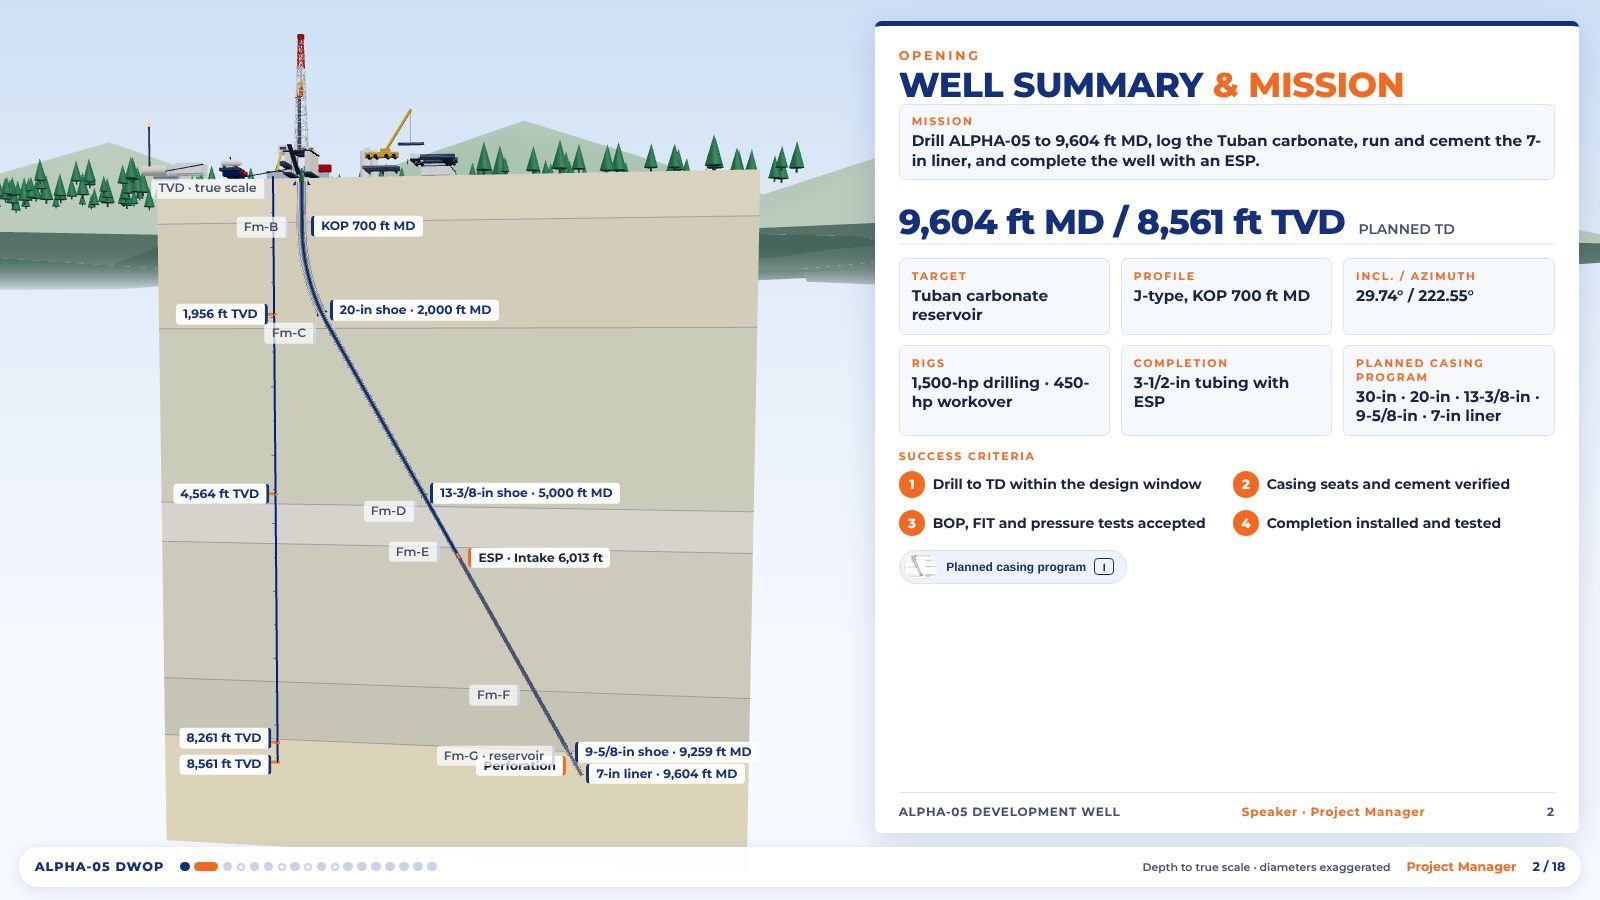 TVD · true scale
Fm-B
KOP 700 ft MD
1,956 ft TVD
20-in shoe · 2,000 ft MD
Fm-C
4,564 ft TVD
13-3/8-in shoe · 5,000 ft MD
Fm-D
Fm-E
ESP · Intake 6,013 ft
Fm-F
8,261 ft TVD
Fm-G · reservoir
9-5/8-in shoe · 9,259 ft MD
8,561 ft TVD
Perforation
7-in liner · 9,604 ft MD
OPENING
WELL SUMMARY & MISSION
MISSION
Drill ALPHA-05 to 9,604 ft MD, log the Tuban carbonate, run and cement the 7-
in liner, and complete the well with an ESP.
9,604 ft MD / 8,561 ft TVD PLANNED TD
TARGET
Tuban carbonate
reservoir
PROFILE
J-type, KOP 700 ft MD
INCL. / AZIMUTH
29.74° / 222.55°
RIGS
1,500-hp drilling · 450-
hp workover
COMPLETION
3-1/2-in tubing with
ESP
PLANNED CASING
PROGRAM
30-in · 20-in · 13-3/8-in ·
9-5/8-in · 7-in liner
SUCCESS CRITERIA
1 Drill to TD within the design window
2 Casing seats and cement verified
3 BOP, FIT and pressure tests accepted
4 Completion installed and tested
Planned casing program I
ALPHA-05 DEVELOPMENT WELL
Speaker · Project Manager
2
ALPHA-05 DWOP
Depth to true scale · diameters exaggerated
Project Manager
2 / 18